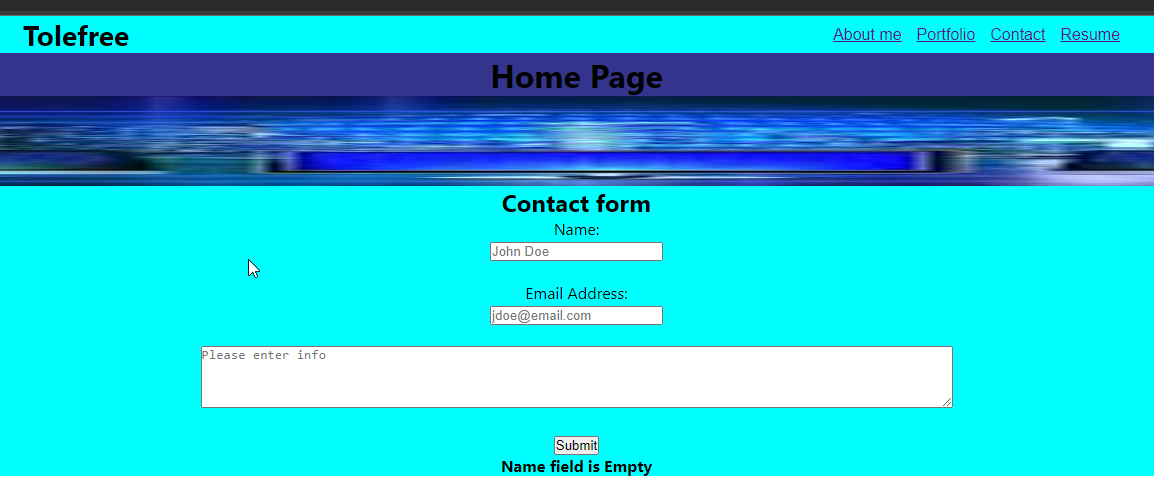 Tolefree
About me Portfolio Contact Resume
Home Page
Contact form
Name:
John Doe
Email Address:
jdoe@email.com
Please enter info
Submit
Name field is Empty